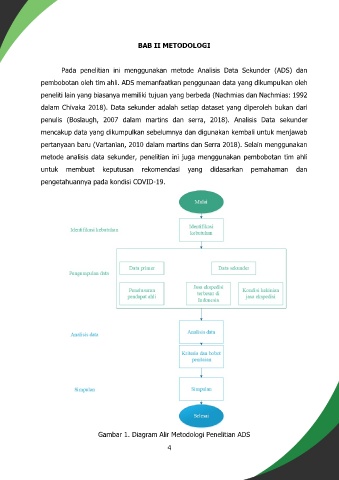 BAB II METODOLOGI
Pada penelitian ini menggunakan metode Analisis Data Sekunder (ADS) dan
pembobotan oleh tim ahli. ADS memanfaatkan penggunaan data yang dikumpulkan oleh
peneliti lain yang biasanya memiliki tujuan yang berbeda (Nachmias dan Nachmias: 1992
dalam Chivaka 2018). Data sekunder adalah setiap dataset yang diperoleh bukan dari
penulis (Boslaugh, 2007 dalam martins dan serra, 2018). Analisis Data sekunder
mencakup data yang dikumpulkan sebelumnya dan digunakan kembali untuk menjawab
pertanyaan baru (Vartanian, 2010 dalam martins dan Serra 2018). Selain menggunakan
metode analisis data sekunder, penelitian ini juga menggunakan pembobotan tim ahli
untuk membuat keputusan rekomendasi yang didasarkan pemahaman dan
pengetahuannya pada kondisi COVID-19.
Mulai
Identifikasi kebutuhan
Identifikasi
kebutuhan
Pengumpulan data
Data primer
Data sekunder
Penelusuran
pendapat ahli
Jasa ekspedisi
terbesar di
Indonesia
Kondisi
jasa ekspedisi
Analisis data
Analisis data
Kriteria dan bobot
penilaian
Simpulan
Simpulan
Selesai
Gambar 1. Diagram Alir Metodologi Penelitian ADS
4